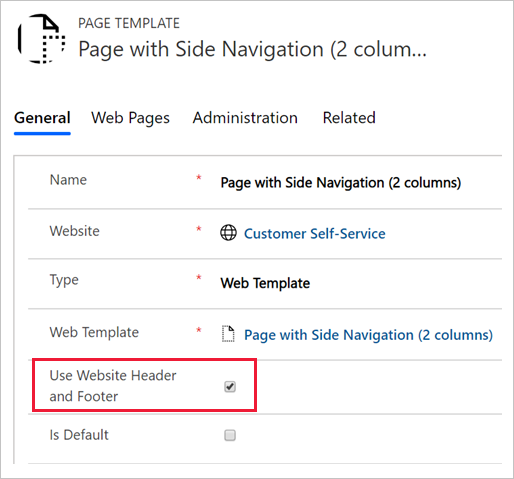 PAGE TEMPLATE
Page with Side Navigation (2 colum...
General Web Pages Administration Related
Name * Page with Side Navigation (2 columns)
Website * Customer Self-Service
Type * Web Template
Web Template * Page with Side Navigation (2 columns)
Use Website Header
and Footer
Is Default